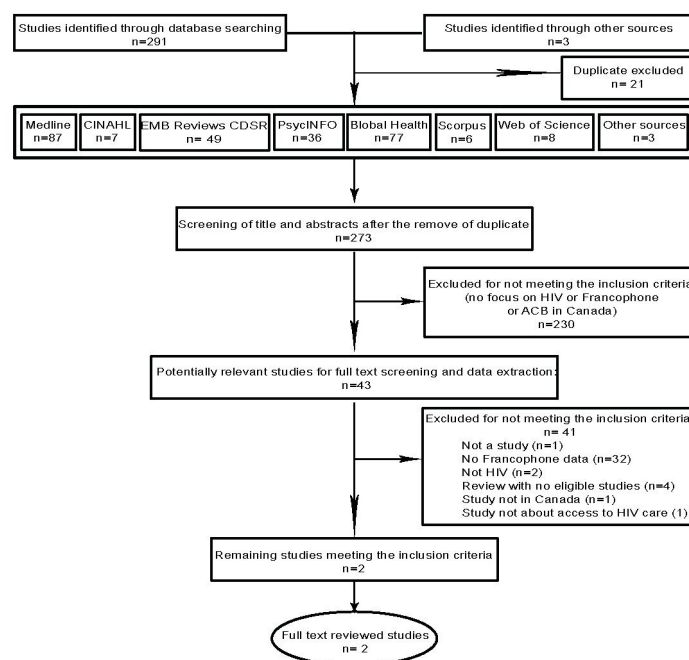 Studies identified through database searching
n=291
Studies identified through other sources
n=3
Duplicate excluded
n= 21
Medline
n=87
CINAHL
n=7
EMB Reviews CDSR
n= 49
PsycINFO
n=36
Blobal Health
n=77
Scorpus
n=6
Web of Science
n=8
Other sources
n=3
Screening of title and abstracts after the remove of duplicate
n=273
Excluded for not meeting the inclusion criteria
(no focus on HIV or Francophone
or ACB in Canada)
n=230
Potentially relevant studies for full text screening and data extraction:
n=43
Excluded for not meeting the inclusion criteria
n= 41
Not a study (n=1)
No Francophone data (n=32)
Not HIV (n=2)
Review with no eligible studies (n=4)
Study not in Canada (n=1)
Study not about access to HIV care (1)
Remaining studies meeting the inclusion criteria
n=2
Full text reviewed studies
n= 2